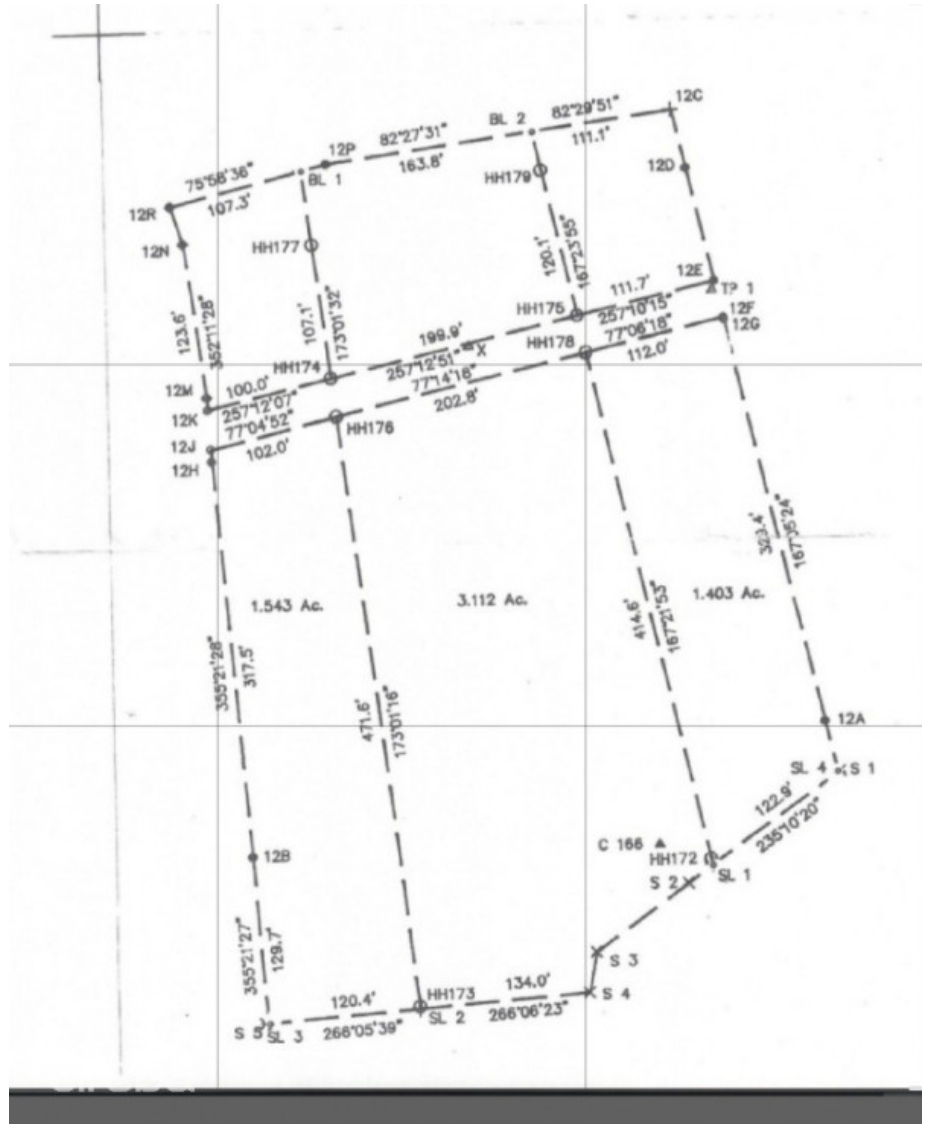 12C
82°29'51"
BL 2
111.1'
82°27'31"
12P
163.8'
12D
75°58'36"
BL 1
HH179
107.3'
12R
12N
HH177
120.1'
167°23'55"
12E
TP 1
111.7'
257°10'15"
12F
12G
123.6'
352°11'28"
107.1'
173°01'32"
HH175
77°06'18"
199.9'
X
HH178
112.0'
HH174
257°12'51"
77°14'18"
202.8'
12M
100.0'
12K
257°12'07"
77°04'52"
HH176
12J
102.0'
12H
323.4'
1.543 Ac.
3.112 Ac.
1.403 Ac.
414.6'
167°21'53"
355°21'28"
317.5'
471.6'
173°01'16"
12A
SL 4
S 1
122.9'
235°10'20"
C 166
HH172
SL 1
12B
S 2
S 3
355°21'27"
129.7'
134.0'
HH173
S 4
120.4'
SL 2
266°06'23"
SL 3
266°05'39"